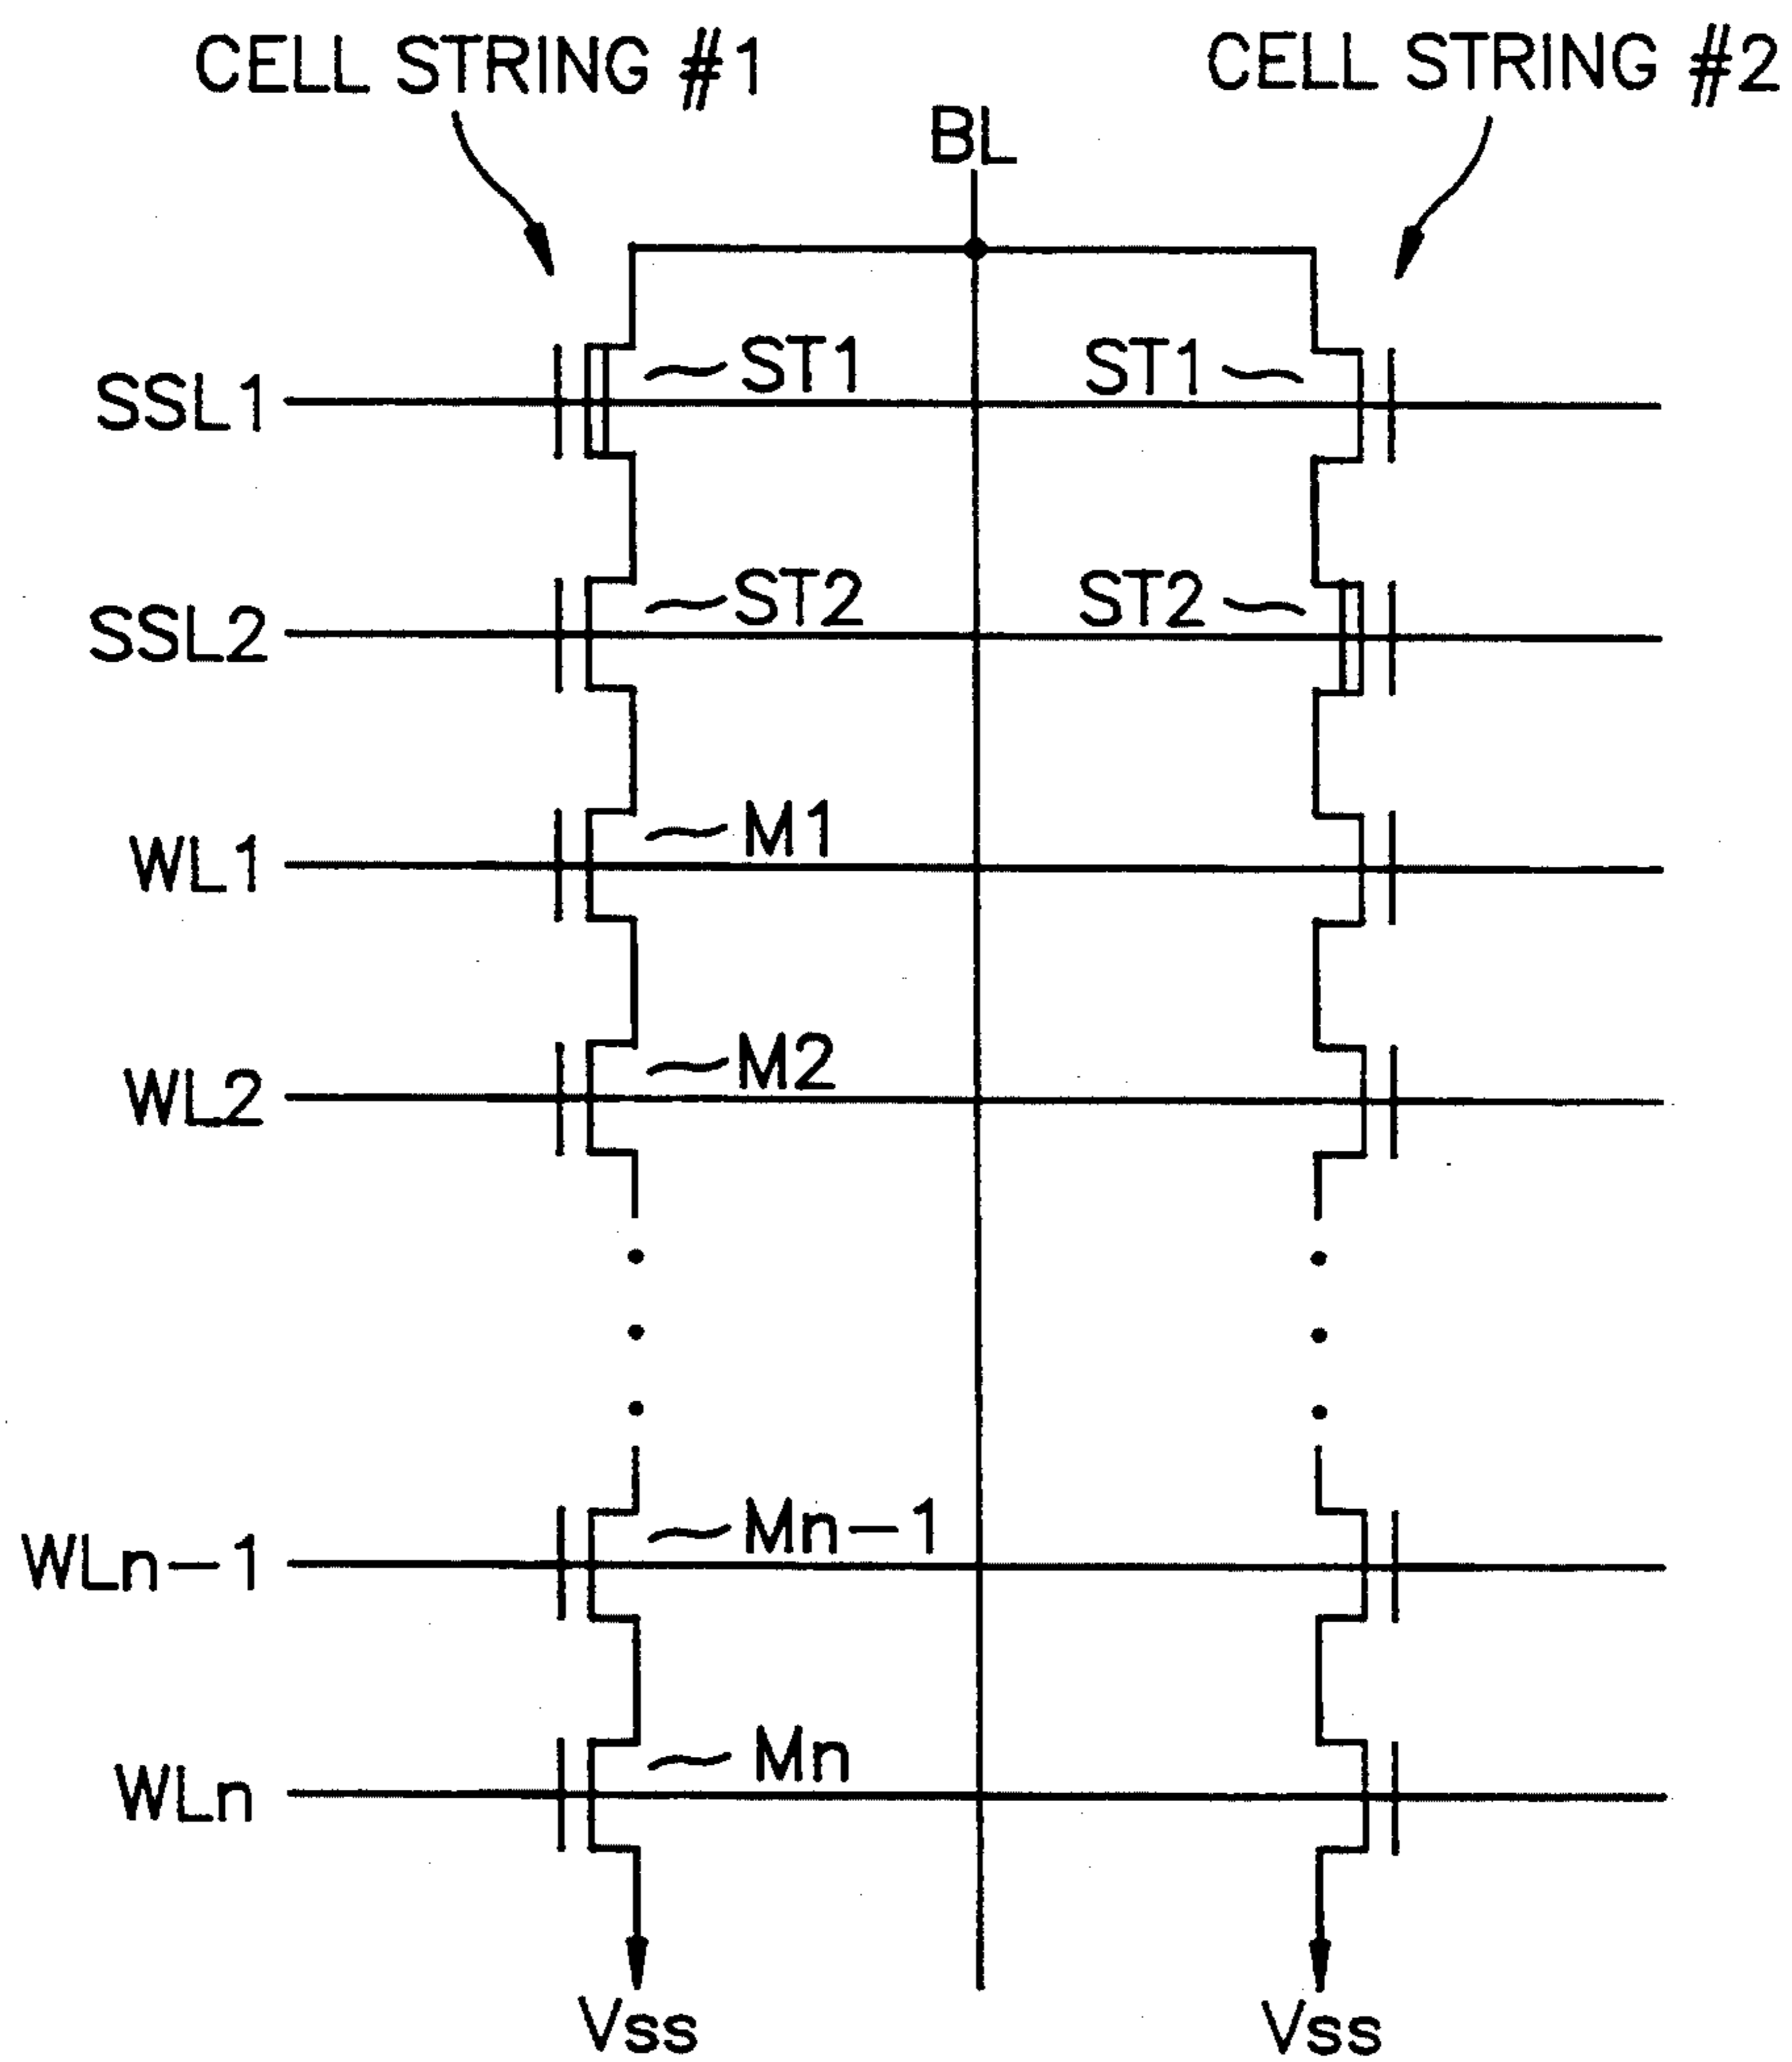 CELL STRING #1
CELL STRING #2
BL
SSL1
ST1
ST1
SSL2
ST2
ST2
WL1
M1
WL2
M2
WLn-1
Mn-1
WLn
Mn
Vss
Vss